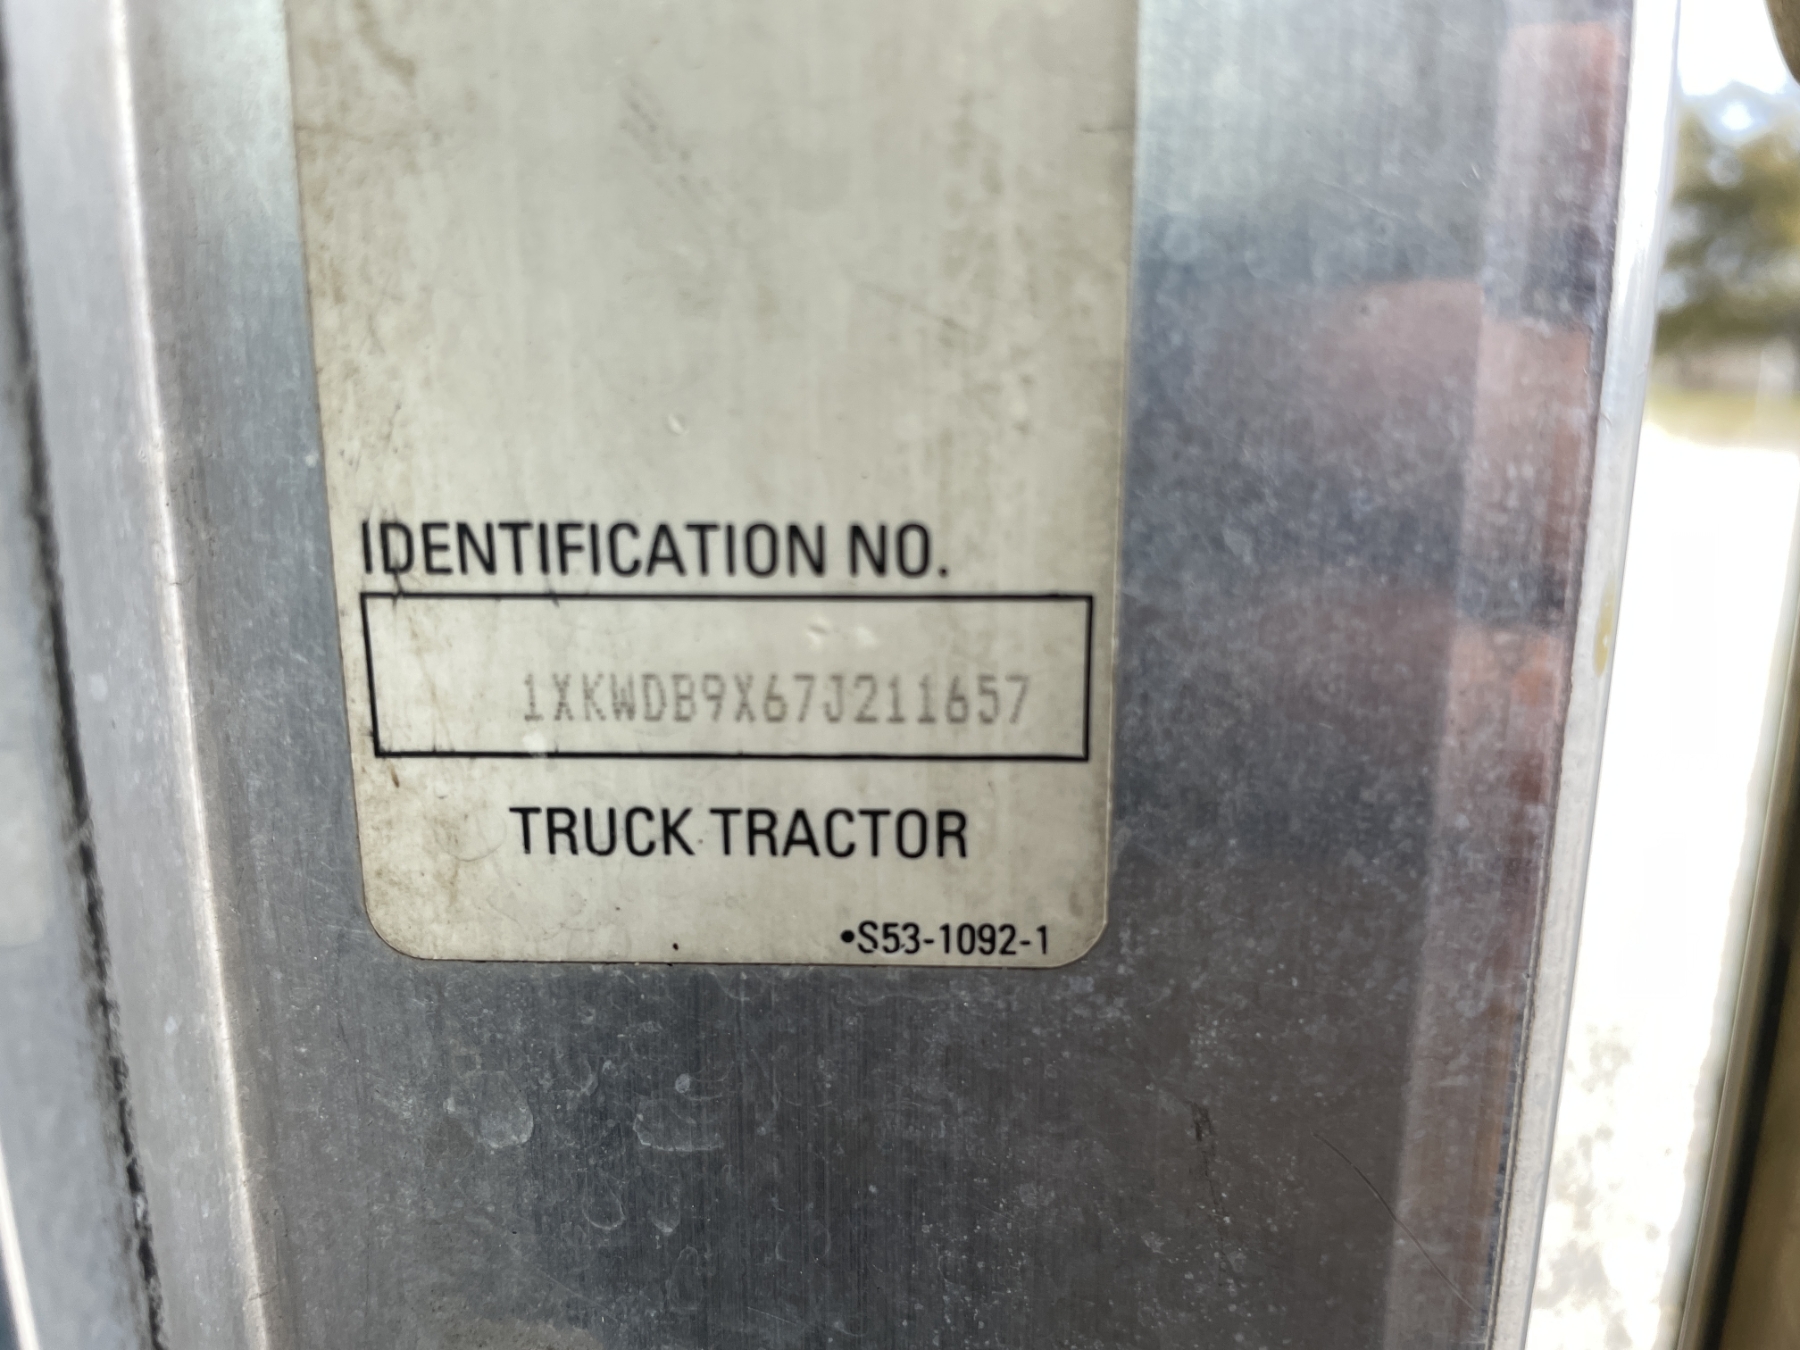 IDENTIFICATION NO.
1XKWDB9X67J211657
TRUCK TRACTOR
•S53-1092-1